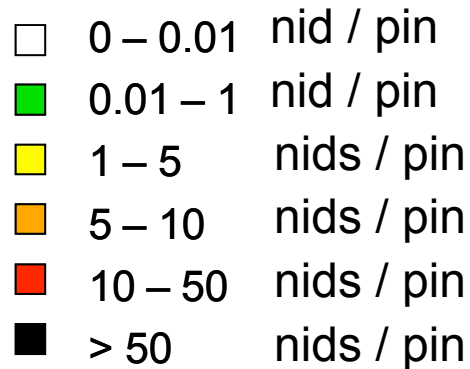 0 – 0.01 nid / pin
0.01 – 1 nid / pin
1 – 5 nids / pin
5 – 10 nids / pin
10 – 50 nids / pin
> 50 nids / pin